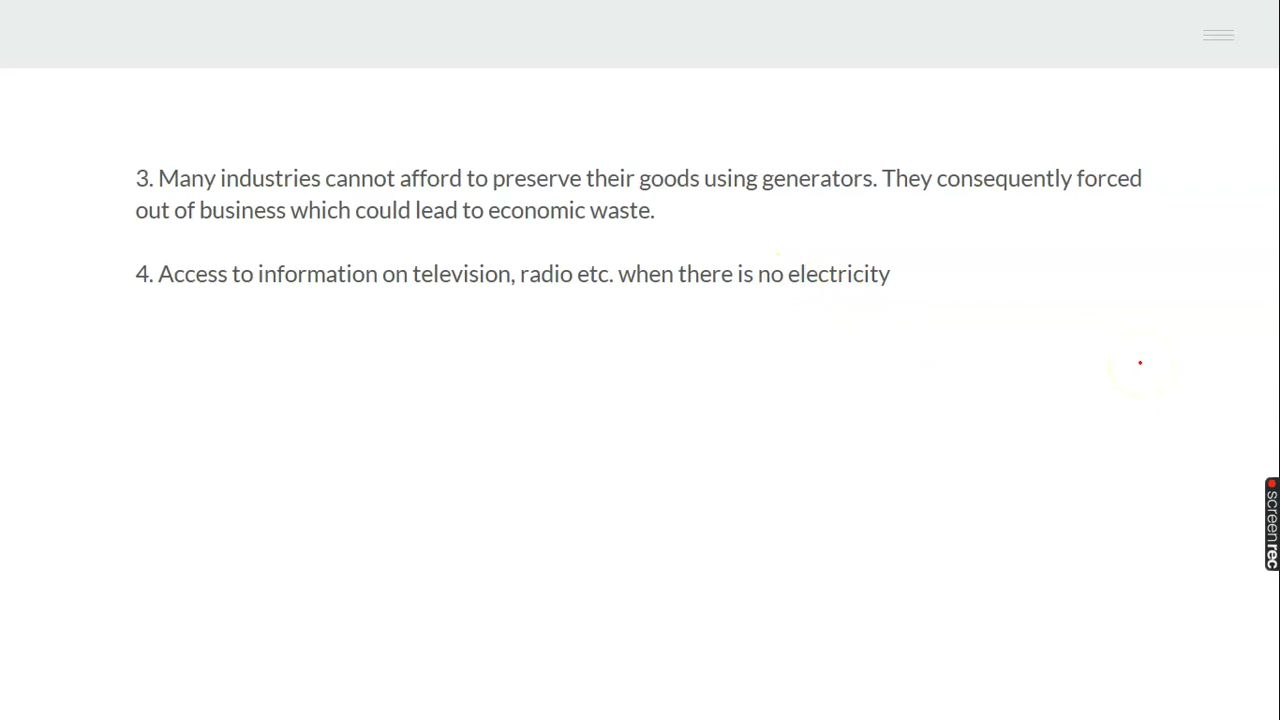 3. Many industries cannot afford to preserve their goods using generators. They consequently forced
out of business which could lead to economic waste.
4. Access to information on television, radio etc. when there is no electricity
screenrec